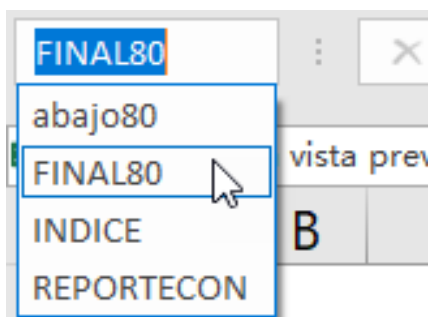 FINAL80
abajo80
FINAL80
vista prev
INDICE
B
REPORTECON